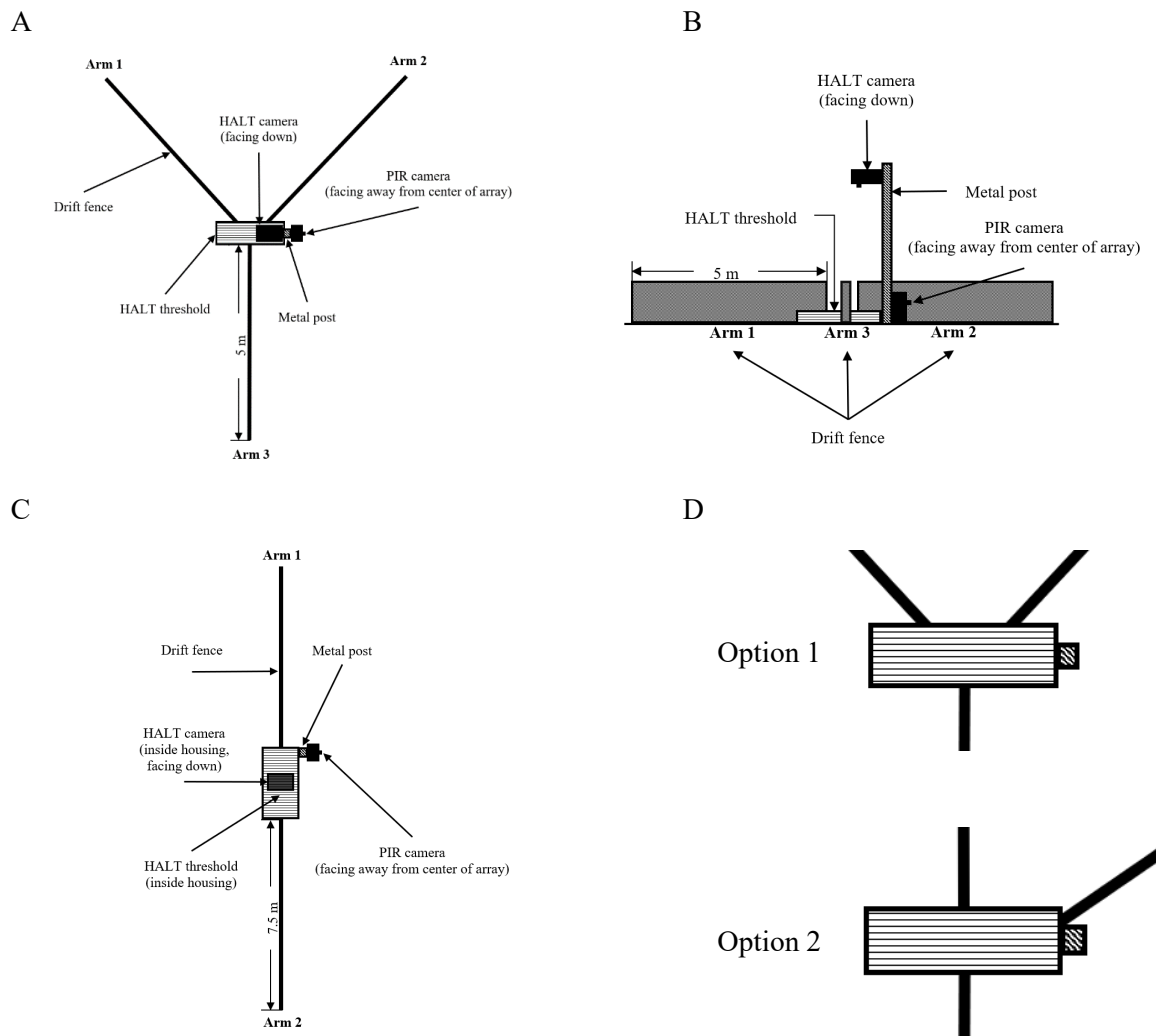 A
Arm 1
Arm 2
HALT camera
(facing down)
PIR camera
(facing away from center of array)
Drift fence
HALT threshold
Metal post
5 m
Arm 3
B
HALT camera
(facing down)
Metal post
HALT threshold
PIR camera
(facing away from center of array)
5 m
Arm 1
Arm 3
Arm 2
Drift fence
C
Arm 1
Drift fence
Metal post
HALT camera
(inside housing,
facing down)
PIR camera
(facing away from center of array)
HALT threshold
(inside housing)
7.5 m
Arm 2
D
Option 1
Option 2